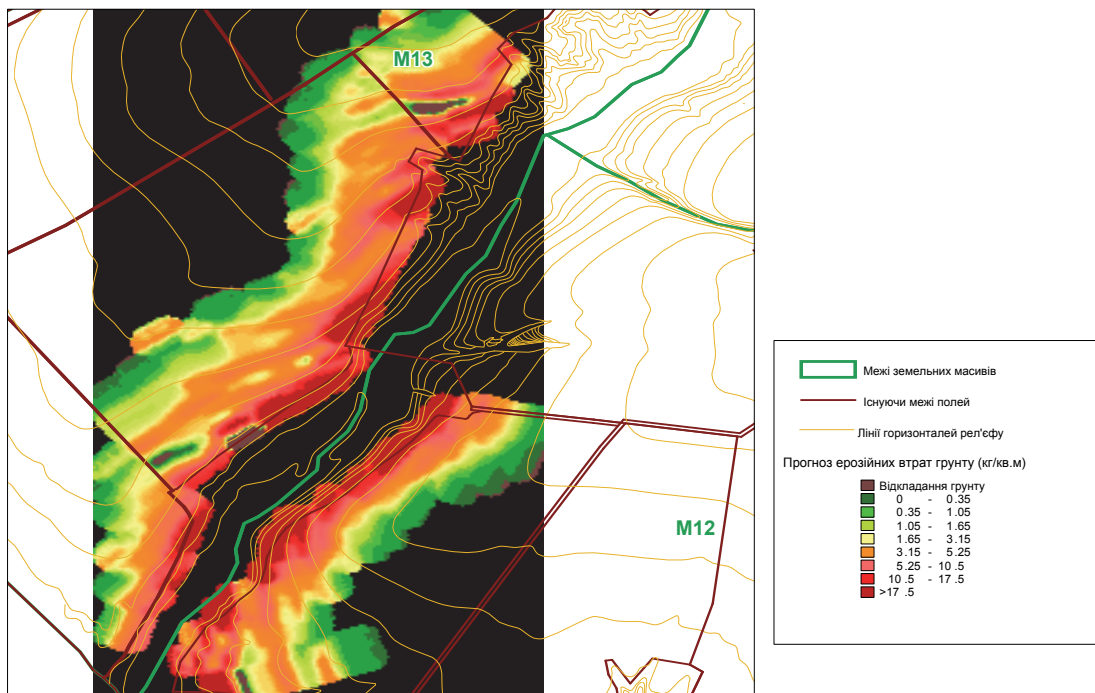 M13
M12
Межі земельних масивів
Існуючи межі полей
Лінії горизонталей рел'єфу
Прогноз ерозійних втрат грунту (кг/кв.м)
Відкладання грунту
0 - 0.35
0.35 - 1.05
1.05 - 1.65
1.65 - 3.15
3.15 - 5.25
5.25 - 10 .5
10 .5 - 17 .5
>17 .5